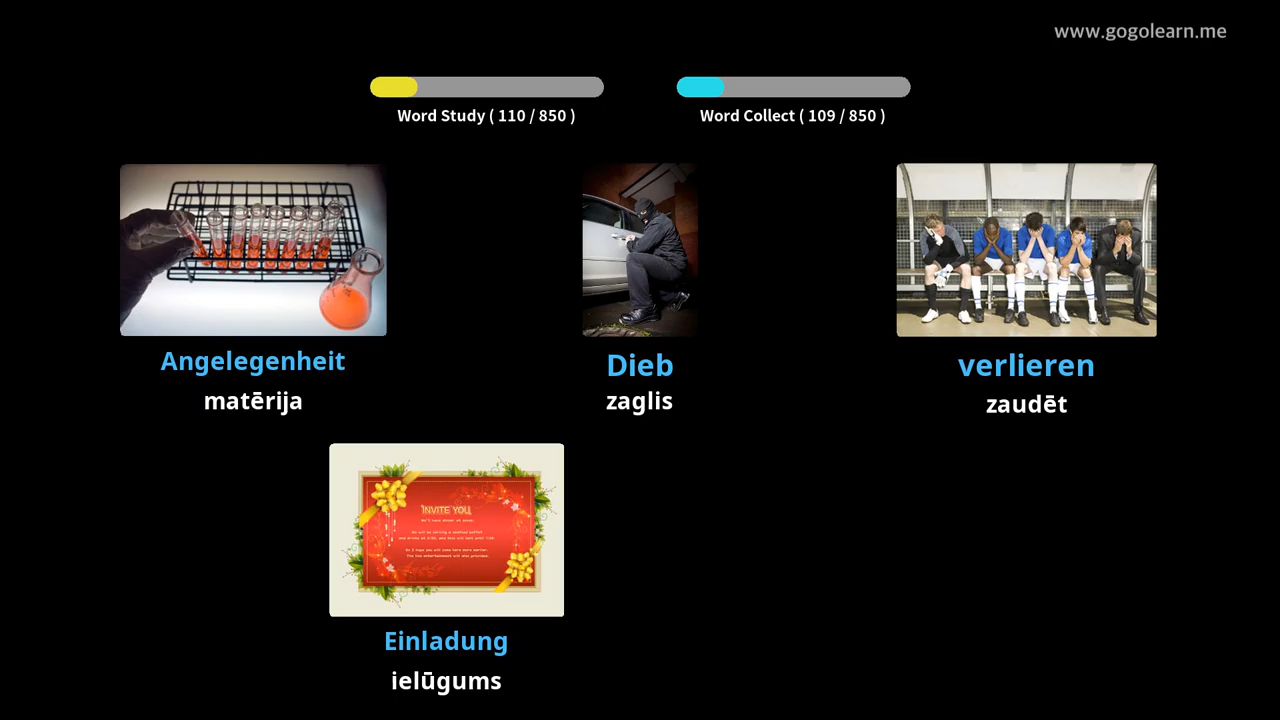 www.gogolearn.me
Word Study ( 110 / 850 )
Word Collect ( 109 / 850 )
Angelegenheit
matērija
Dieb
zaglis
verlieren
zaudēt
INVITE YOU
Einladung
ielūgums